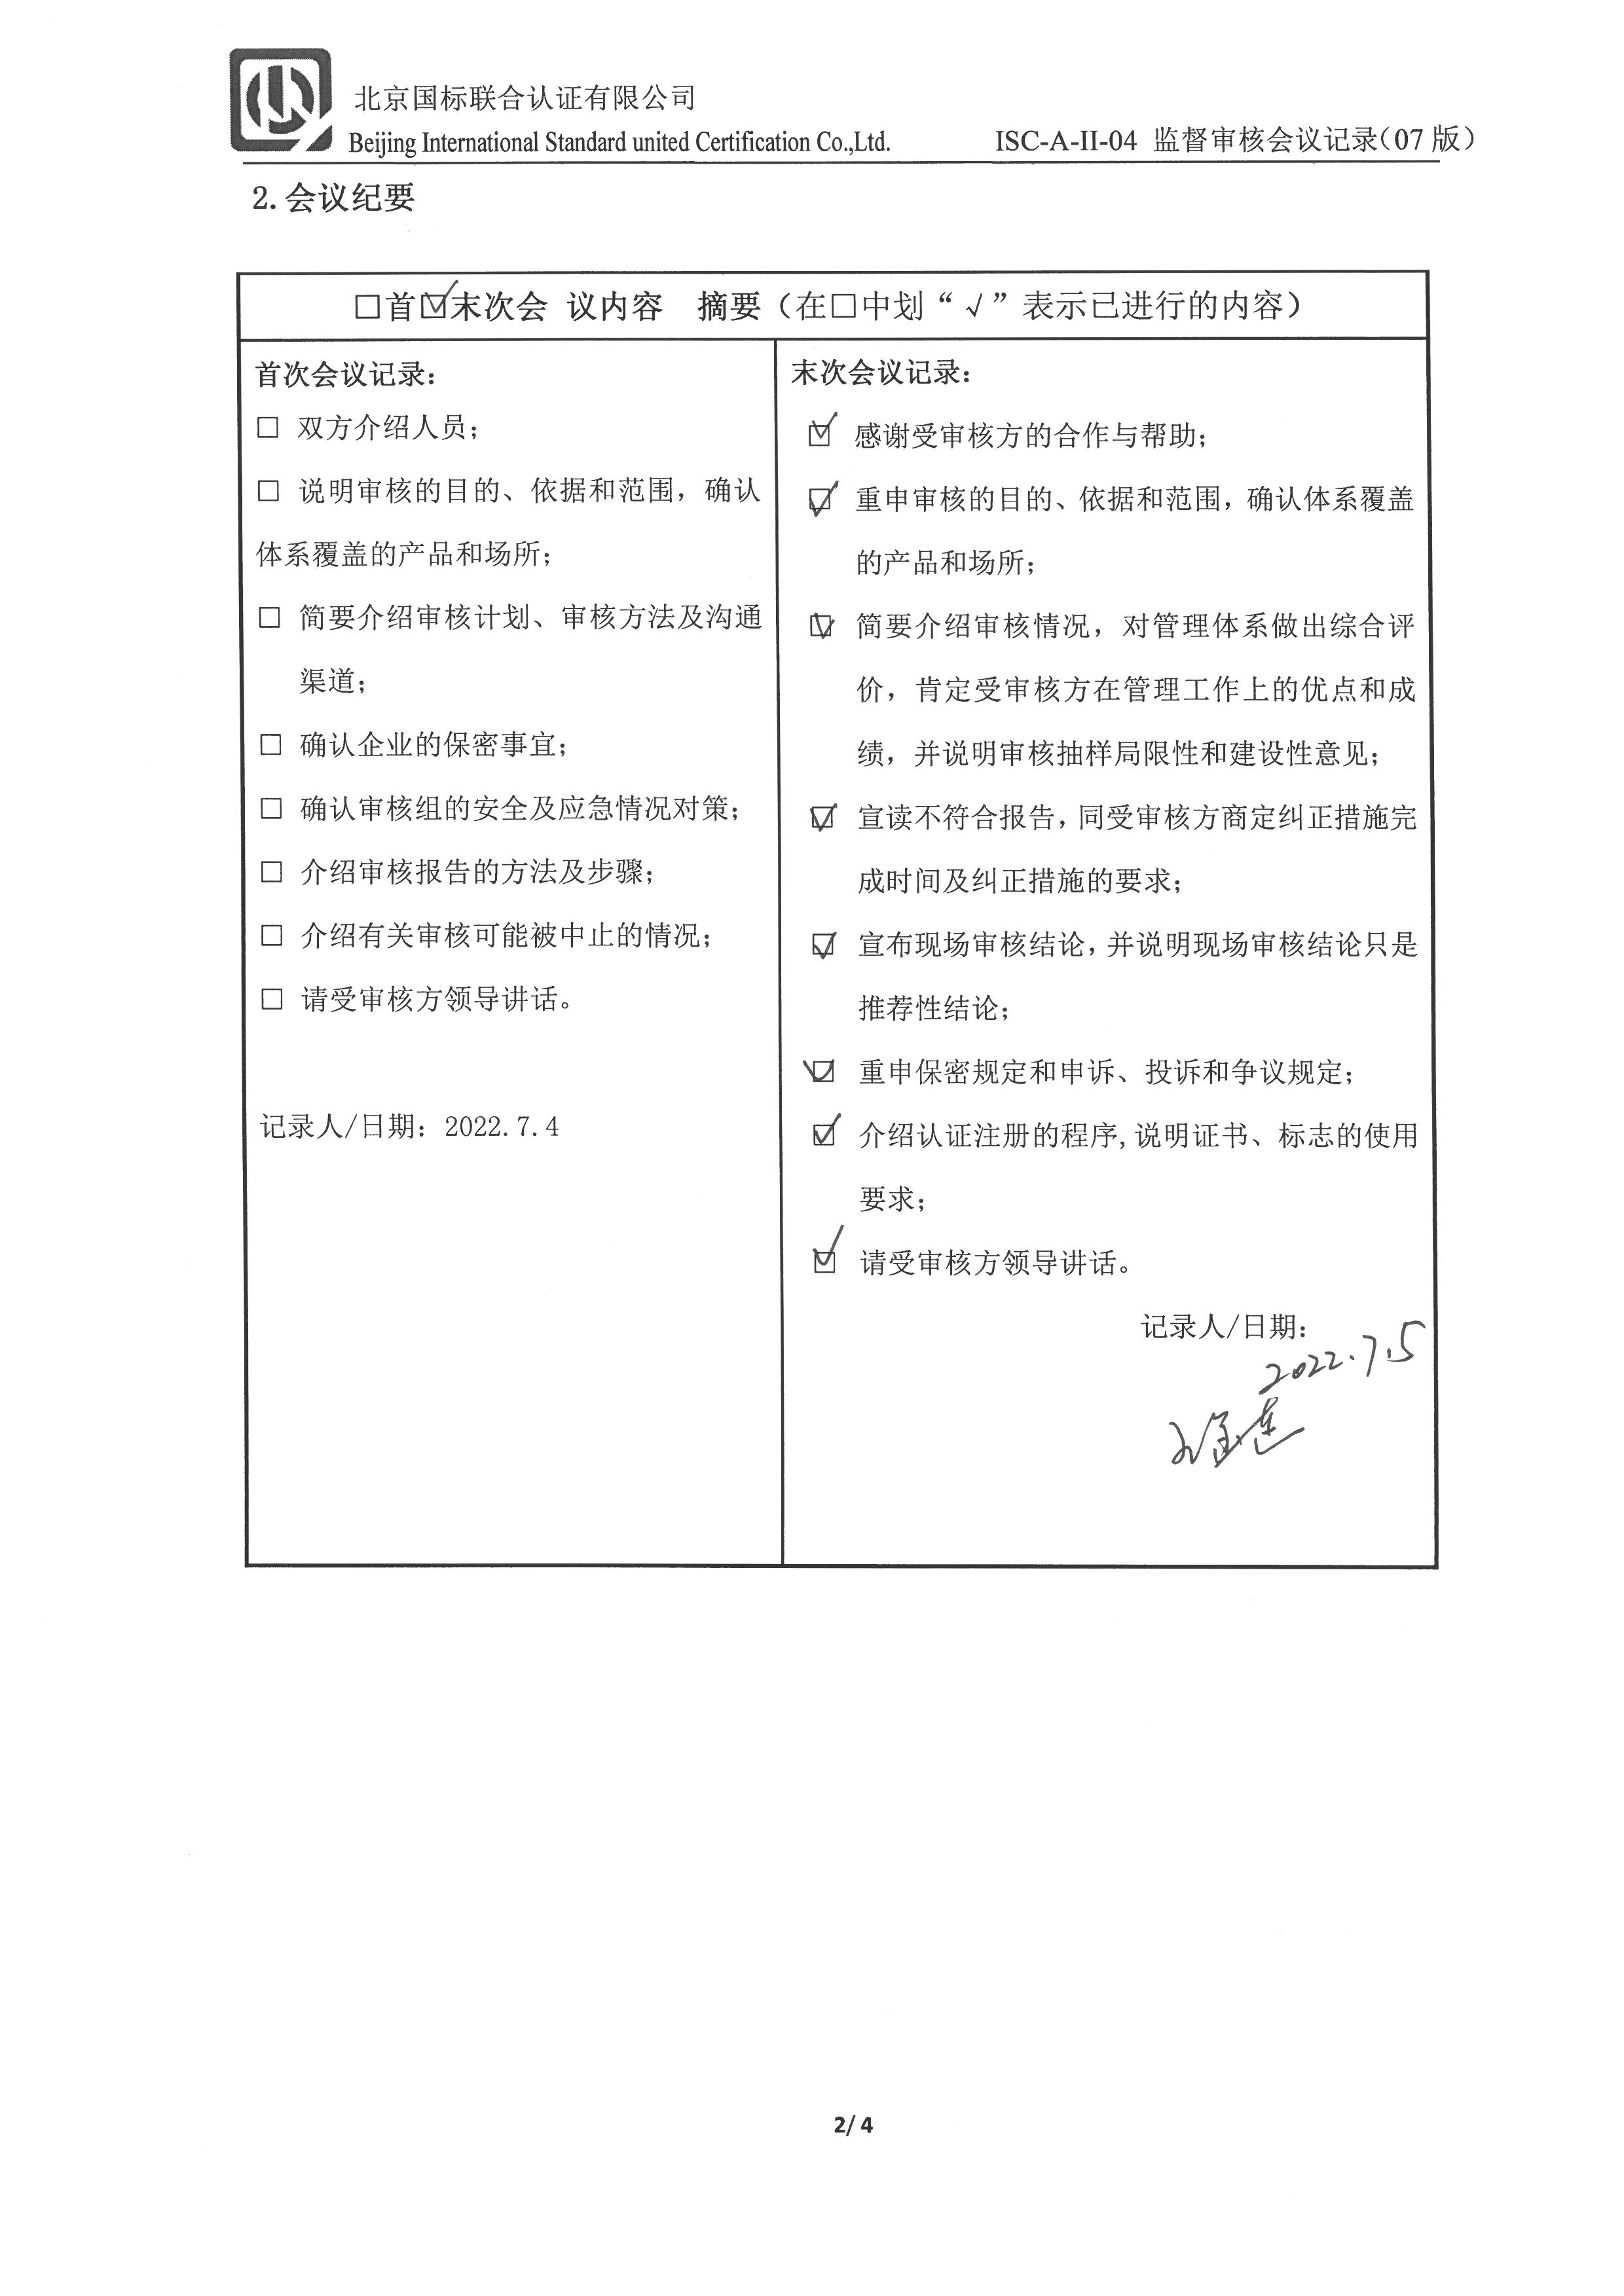 北京国标联合认证有限公司
Beijing International Standard united Certification Co.,Ltd.
ISC-A-II-04 监督审核会议记录(07 版)
2.会议纪要
□首☑末次会 议内容 摘要（在□中划“√”表示已进行的内容）
首次会议记录：
□ 双方介绍人员；
□ 说明审核的目的、依据和范围，确认
体系覆盖的产品和场所；
□ 简要介绍审核计划、审核方法及沟通
渠道；
□ 确认企业的保密事宜；
□ 确认审核组的安全及应急情况对策；
□ 介绍审核报告的方法及步骤；
□ 介绍有关审核可能被中止的情况；
□ 请受审核方领导讲话。
记录人/日期：2022.7.4
末次会议记录：
☑ 感谢受审核方的合作与帮助；
☑ 重申审核的目的、依据和范围，确认体系覆盖
的产品和场所；
☑ 简要介绍审核情况，对管理体系做出综合评
价，肯定受审核方在管理工作上的优点和成
绩，并说明审核抽样局限性和建设性意见；
☑ 宣读不符合报告，同受审核方商定纠正措施完
成时间及纠正措施的要求；
☑ 宣布现场审核结论，并说明现场审核结论只是
推荐性结论；
☑ 重申保密规定和申诉、投诉和争议规定；
☑ 介绍认证注册的程序，说明证书、标志的使用
要求；
☑ 请受审核方领导讲话。
记录人/日期：
2022.7.5
2/ 4